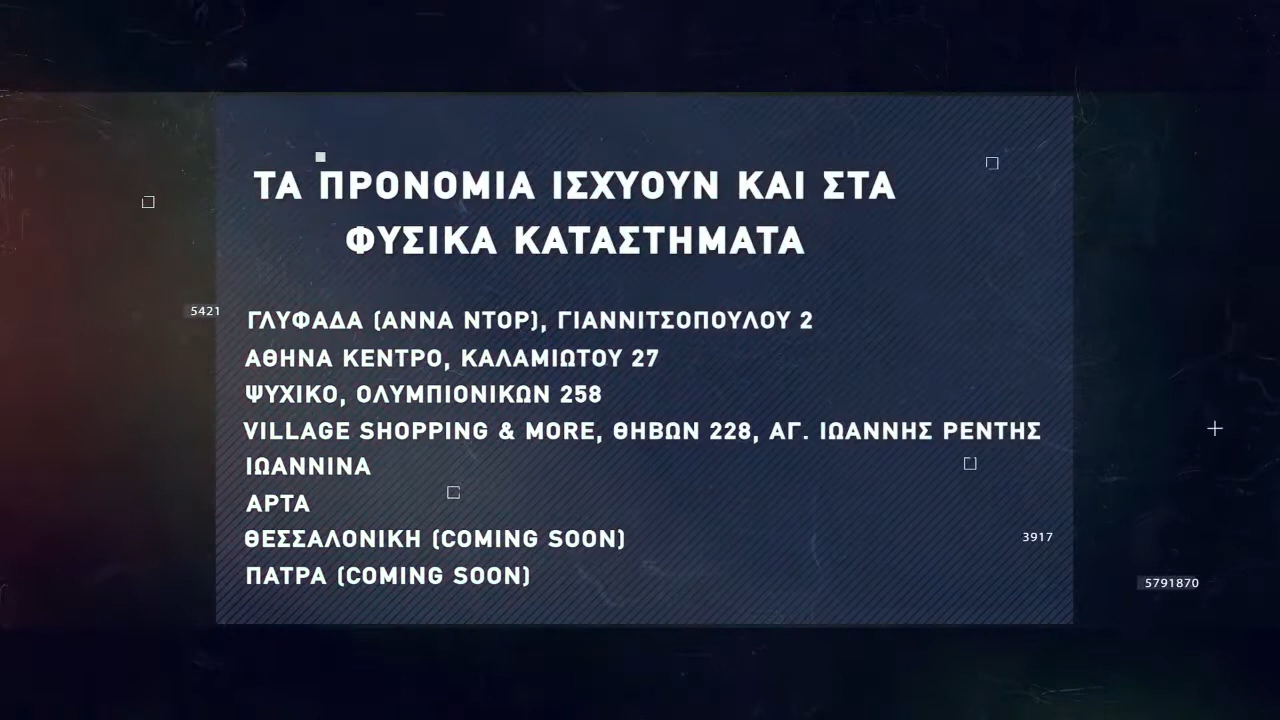 ΤΑ ΠΡΟΝΟΜΙΑ ΙΣΧΥΟΥΝ ΚΑΙ ΣΤΑ
ΦΥΣΙΚΑ ΚΑΤΑΣΤΗΜΑΤΑ
5421
ΓΛΥΦΑΔΑ (ΑΝΝΑ ΝΤΟΡ), ΓΙΑΝΝΙΤΣΟΠΟΥΛΟΥ 2
ΑΘΗΝΑ ΚΕΝΤΡΟ, ΚΑΛΑΜΙΩΤΟΥ 27
ΨΥΧΙΚΟ, ΟΛΥΜΠΙΟΝΙΚΩΝ 258
VILLAGE SHOPPING & MORE, ΘΗΒΩΝ 228, ΑΓ. ΙΩΑΝΝΗΣ ΡΕΝΤΗΣ
ΙΩΑΝΝΙΝΑ
ΑΡΤΑ
ΘΕΣΣΑΛΟΝΙΚΗ (COMING SOON)
3917
ΠΑΤΡΑ (COMING SOON)
5791870